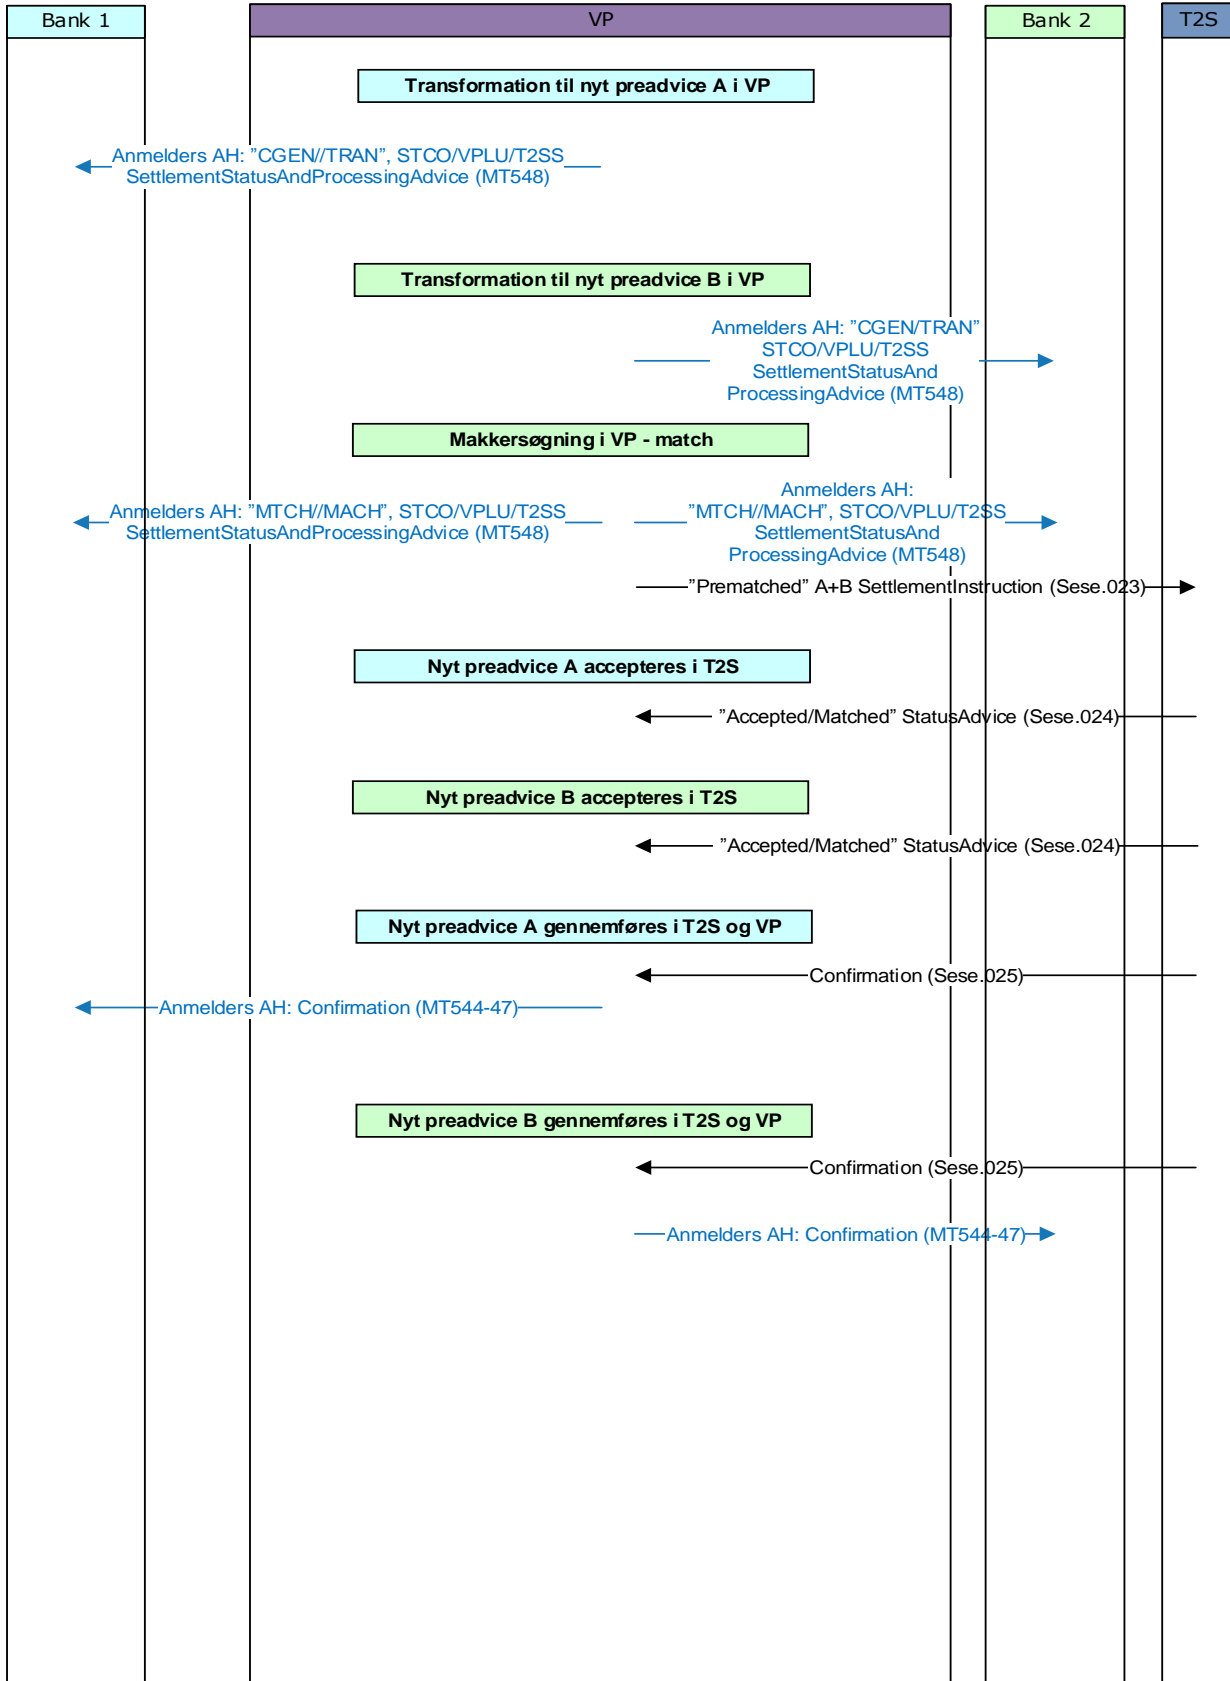 Bank 1
VP
Bank 2
T2S
Transformation til nyt preadvice A i VP
Anmelders AH: "CGEN//TRAN”, STCO/VPLU/T2SS
SettlementStatusAndProcessingAdvice (MT548)
Transformation til nyt preadvice B i VP
Anmelders AH: ”CGEN/TRAN”
STCO/VPLU/T2SS
SettlementStatusAnd
ProcessingAdvice (MT548)
Makkersøgning i VP - match
Anmelders AH: "MTCH//MACH”, STCO/VPLU/T2SS
SettlementStatusAndProcessingAdvice (MT548)
Anmelders AH:
”MTCH//MACH”, STCO/VPLU/T2SS
SettlementStatusAnd
ProcessingAdvice (MT548)
”Prematched” A+B SettlementInstruction (Sese.023)
Nyt preadvice A accepteres i T2S
”Accepted/Matched” StatusAdvice (Sese.024)
Nyt preadvice B accepteres i T2S
”Accepted/Matched” StatusAdvice (Sese.024)
Nyt preadvice A gennemføres i T2S og VP
Confirmation (Sese.025)
Anmelders AH: Confirmation (MT544-47)
Nyt preadvice B gennemføres i T2S og VP
Confirmation (Sese.025)
Anmelders AH: Confirmation (MT544-47)